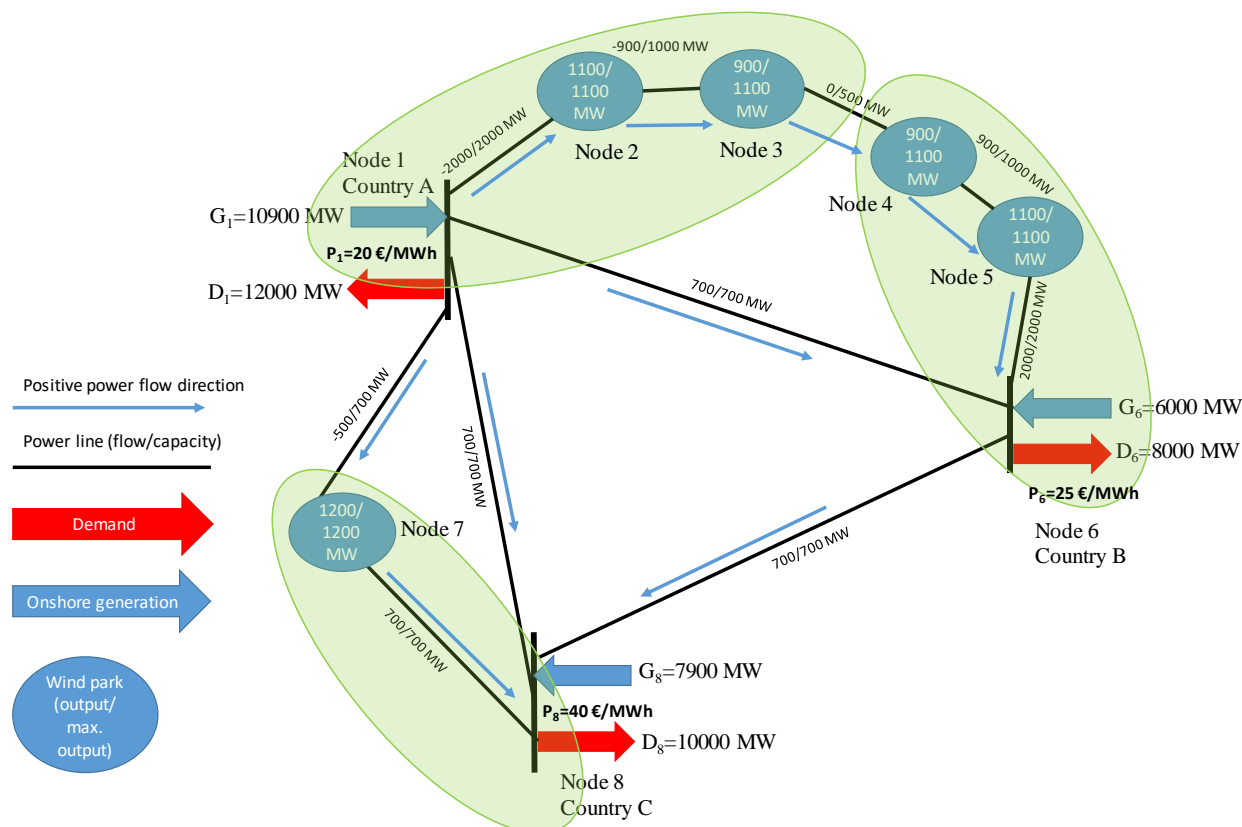 -900/1000 MW
1100/
1100
MW
900/
1100
MW
0/500 MW
-2000/2000 MW
Node 2
Node 3
900/
1100
MW
900/1000 MW
Node 1
Country A
Node 4
1100/
1100
MW
G1=10900 MW
P1=20 €/MWh
Node 5
D1=12000 MW
700/700 MW
2000/2000 MW
Positive power flow direction
-500/700 MW
G6=6000 MW
Power line (flow/capacity)
700/700 MW
D6=8000 MW
P6=25 €/MWh
Demand
1200/
1200
MW
Node 7
Node 6
Country B
700/700 MW
Onshore generation
700/700 MW
G8=7900 MW
Wind park
(output/
max.
output)
P8=40 €/MWh
D8=10000 MW
Node 8
Country C